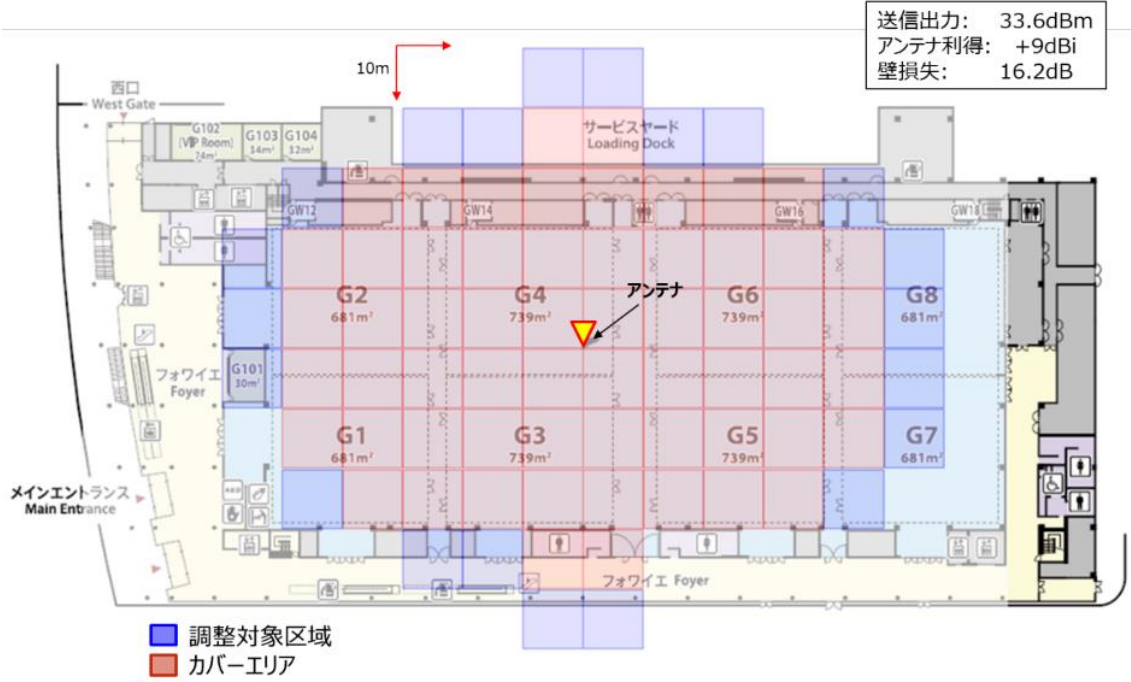 送信出力: 33.6dBm
アンテナ利得: +9dBi
壁損失: 16.2dB
10m
西口
West Gate
G102
[VIP Room]
74m²
G103
34m²
G104
32m²
サービスヤード
Loading Dock
GW12
GW14
GW16
GW18
アンテナ
G2
681m²
G4
739m²
G6
739m²
G8
681m²
フォワイエ
Foyer
G101
30m²
G1
681m²
G3
739m²
G5
739m²
G7
681m²
メインエントランス
Main Entrance
AED
フォワイエ Foyer
調整対象区域
カバーエリア